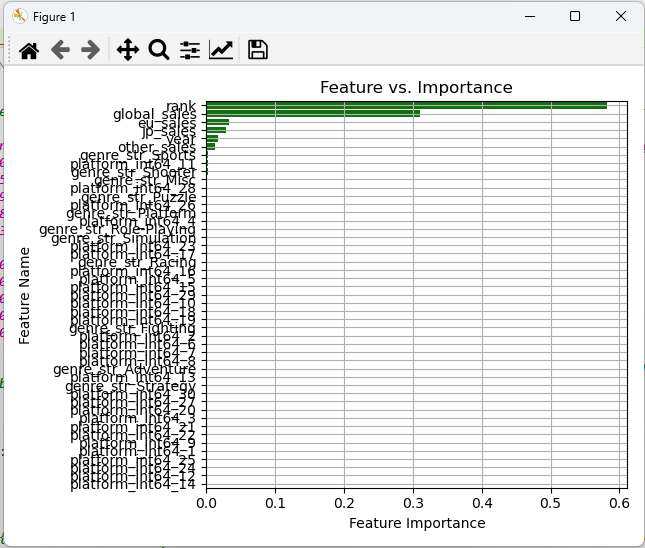 Figure 1
Feature vs. Importance
rank
global_sales
eu_sales
jp_sales
year
other_sales
genre_str_Sports
platform_int64_11
genre_str_Shooter
genre_str_Misc
platform_int64_28
genre_str_Puzzle
platform_int64_26
genre_str_Platform
platform_int64_4
genre_str_Role-Playing
genre_str_Simulation
platform_int64_23
platform_int64_17
genre_str_Racing
platform_int64_16
platform_int64_5
platform_int64_15
platform_int64_29
platform_int64_10
platform_int64_18
platform_int64_19
genre_str_Fighting
platform_int64_2
platform_int64_6
platform_int64_7
platform_int64_8
genre_str_Adventure
platform_int64_13
genre_str_Strategy
platform_int64_30
platform_int64_27
platform_int64_20
platform_int64_3
platform_int64_21
platform_int64_22
platform_int64_9
platform_int64_1
platform_int64_25
platform_int64_24
platform_int64_12
platform_int64_14
Feature Name
0.0 0.1 0.2 0.3 0.4 0.5 0.6
Feature Importance